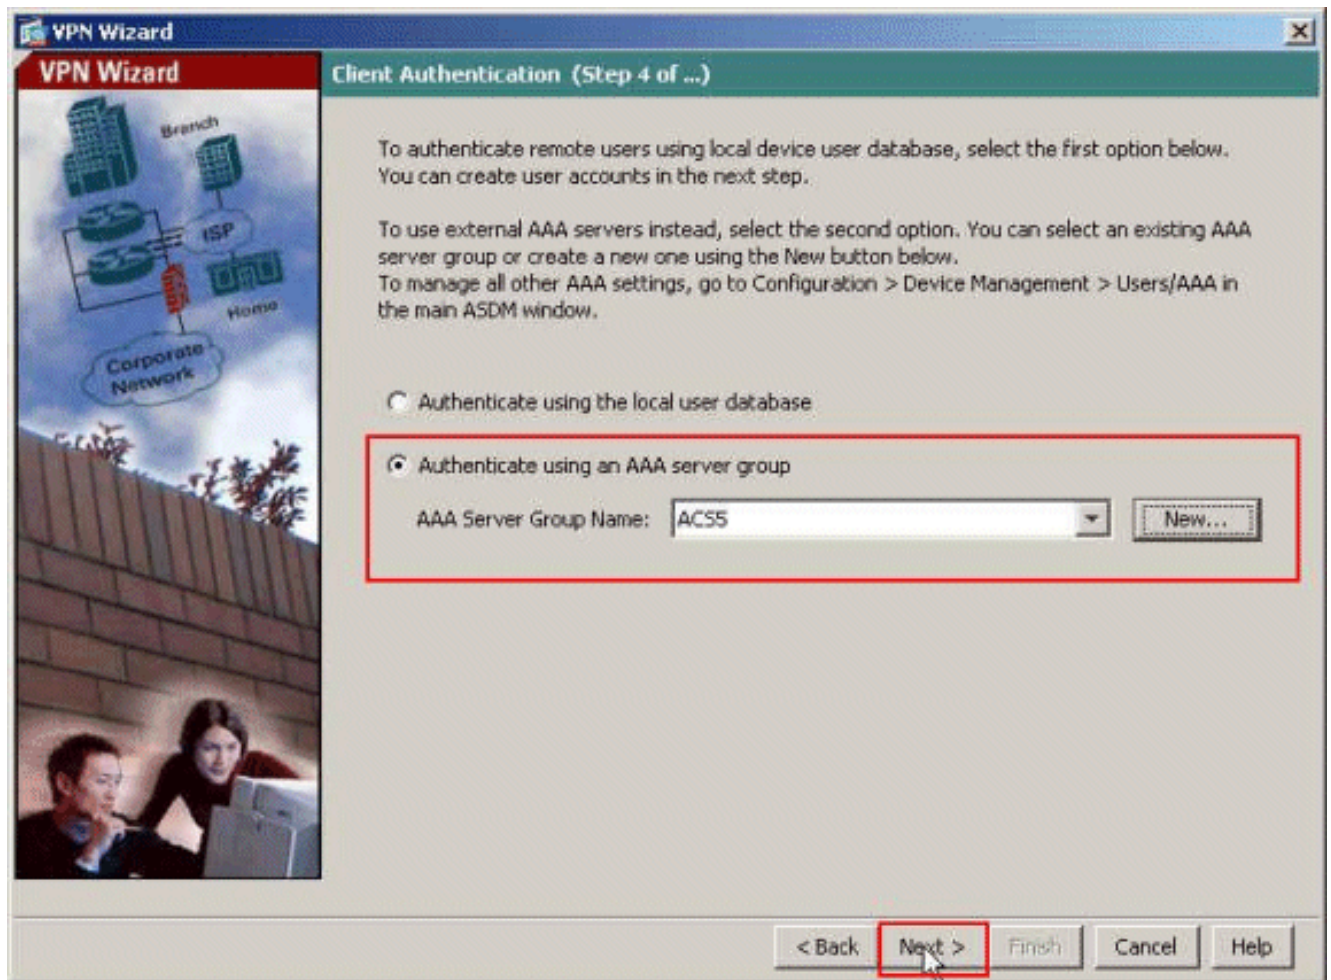 VPN Wizard
VPN Wizard
Client Authentication (Step 4 of ...)
Branch
ISP
Home
Corporate
Network
To authenticate remote users using local device user database, select the first option below.
You can create user accounts in the next step.
To use external AAA servers instead, select the second option. You can select an existing AAA
server group or create a new one using the New button below.
To manage all other AAA settings, go to Configuration > Device Management > Users/AAA in
the main ASDM window.
Authenticate using the local user database
Authenticate using an AAA server group
AAA Server Group Name: ACS5 New...
< Back Next > Finish Cancel Help